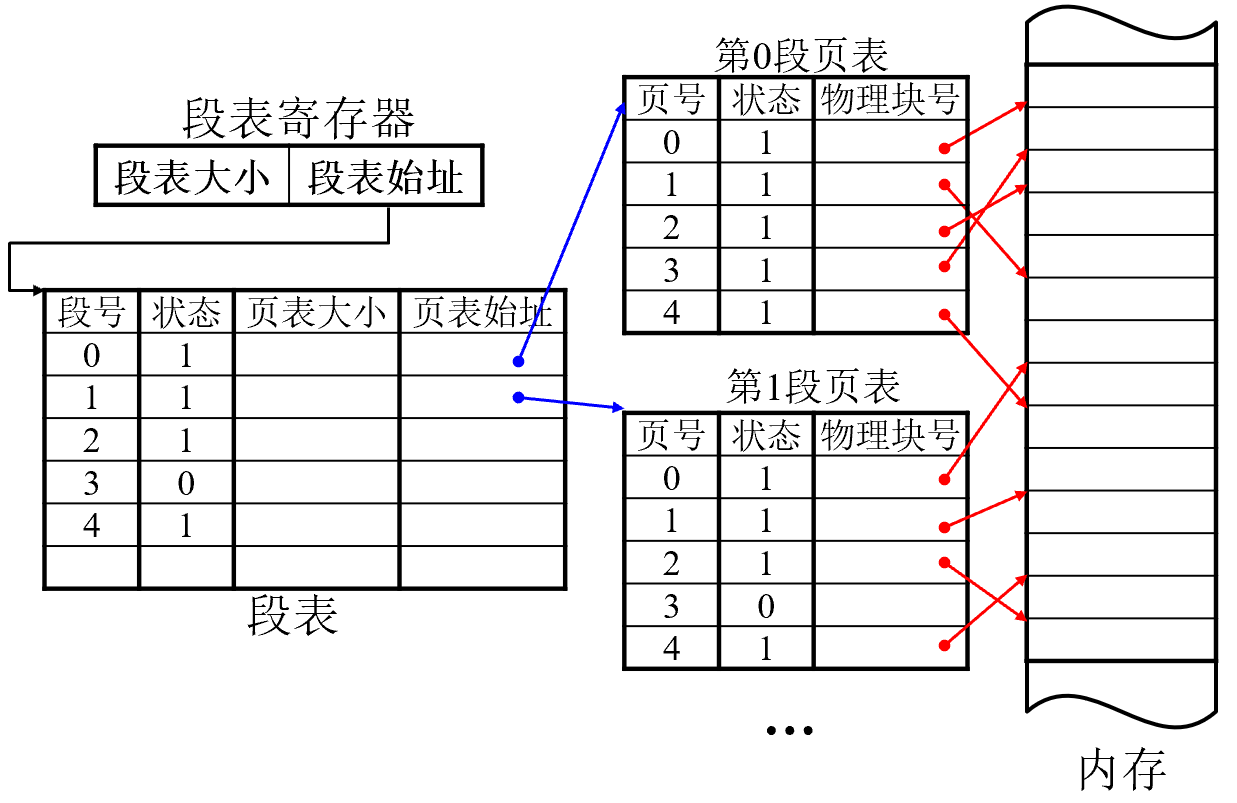 段表寄存器
段表大小 段表始址
段号 状态 页表大小 页表始址
0 1
1 1
2 1
3 0
4 1
段表
第0段页表
页号 状态 物理块号
0 1
1 1
2 1
3 1
4 1
第1段页表
页号 状态 物理块号
0 1
1 1
2 1
3 0
4 1
...
内存